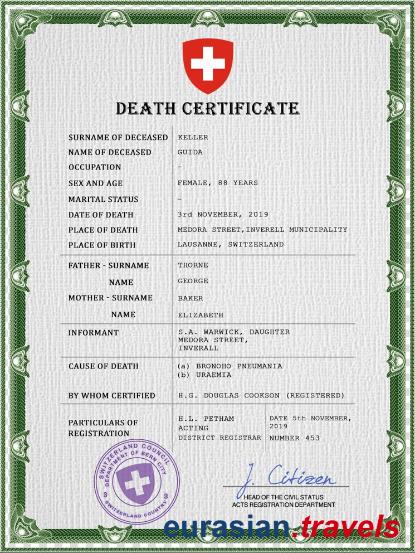 DEATH CERTIFICATE
SURNAME OF DECEASED KELLER
NAME OF DECEASED GUIDA
OCCUPATION –
SEX AND AGE FEMALE, 88 YEARS
MARITAL STATUS –
DATE OF DEATH 3rd NOVEMBER, 2019
PLACE OF DEATH MEDORA STREET,INVERELL MUNICIPALITY
PLACE OF BIRTH LAUSANNE, SWITZERLAND
FATHER - SURNAME THORNE
NAME GEORGE
MOTHER - SURNAME BAKER
NAME ELIZABETH
INFORMANT S.A. WARWICK, DAUGHTER
MEDORA STREET,
INVERALL
CAUSE OF DEATH (a) BRONOHO PNEUMANIA
(b) URAEMIA
BY WHOM CERTIFIED H.G. DOUGLAS COOKSON (REGISTERED)
PARTICULARS OF REGISTRATION
H.L. PETHAM
ACTING
DISTRICT REGISTRAR
DATE 5th NOVEMBER,
2019
NUMBER 453
SWITZERLAND COUNCIL
DEPARTMENT OF BERN CITY
SWITZERLAND COUNTRY
J. Citizen
HEAD OF THE CIVIL STATUS
ACTS REGISTRATION DEPARTMENT
eurasian.travels